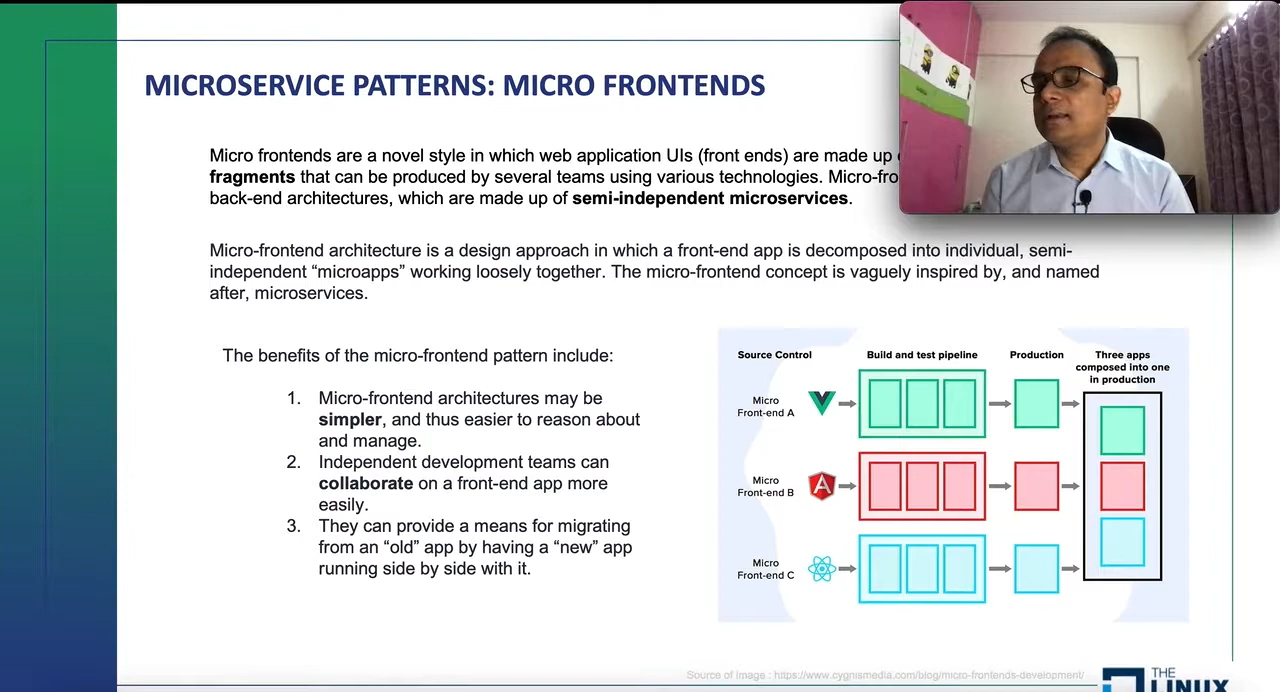 MICROSERVICE PATTERNS: MICRO FRONTENDS
Micro frontends are a novel style in which web application UIs (front ends) are made up
fragments that can be produced by several teams using various technologies. Micro-fro
back-end architectures, which are made up of semi-independent microservices.
Micro-frontend architecture is a design approach in which a front-end app is decomposed into individual, semi-
independent “microapps” working loosely together. The micro-frontend concept is vaguely inspired by, and named
after, microservices.
The benefits of the micro-frontend pattern include:
1. Micro-frontend architectures may be
simpler, and thus easier to reason about
and manage.
2. Independent development teams can
collaborate on a front-end app more
easily.
3. They can provide a means for migrating
from an “old” app by having a “new” app
running side by side with it.
Source Control
Build and test pipeline
Production
Three apps
composed into one
in production
Micro
Front-end A
Micro
Front-end B
Micro
Front-end C
Source of image : https://www.cygnismedia.com/blog/micro-frontends-development/
THE
LINUX